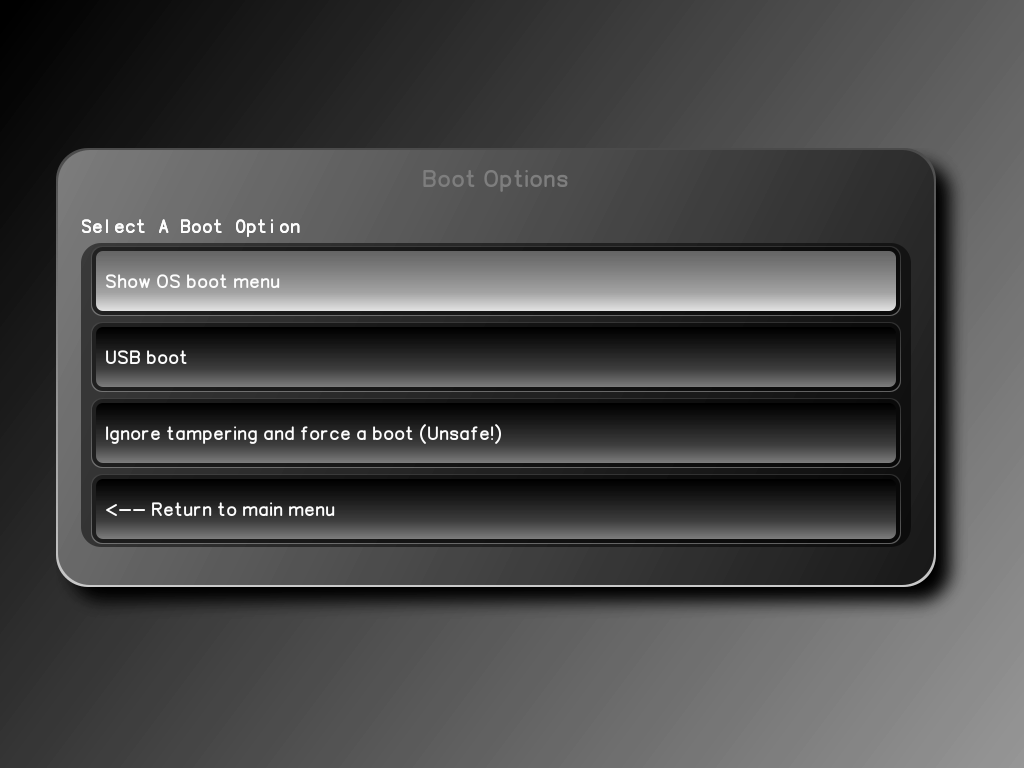 Boot Options
Select A Boot Option
Show OS boot menu
USB boot
Ignore tampering and force a boot (Unsafe!)
<-- Return to main menu